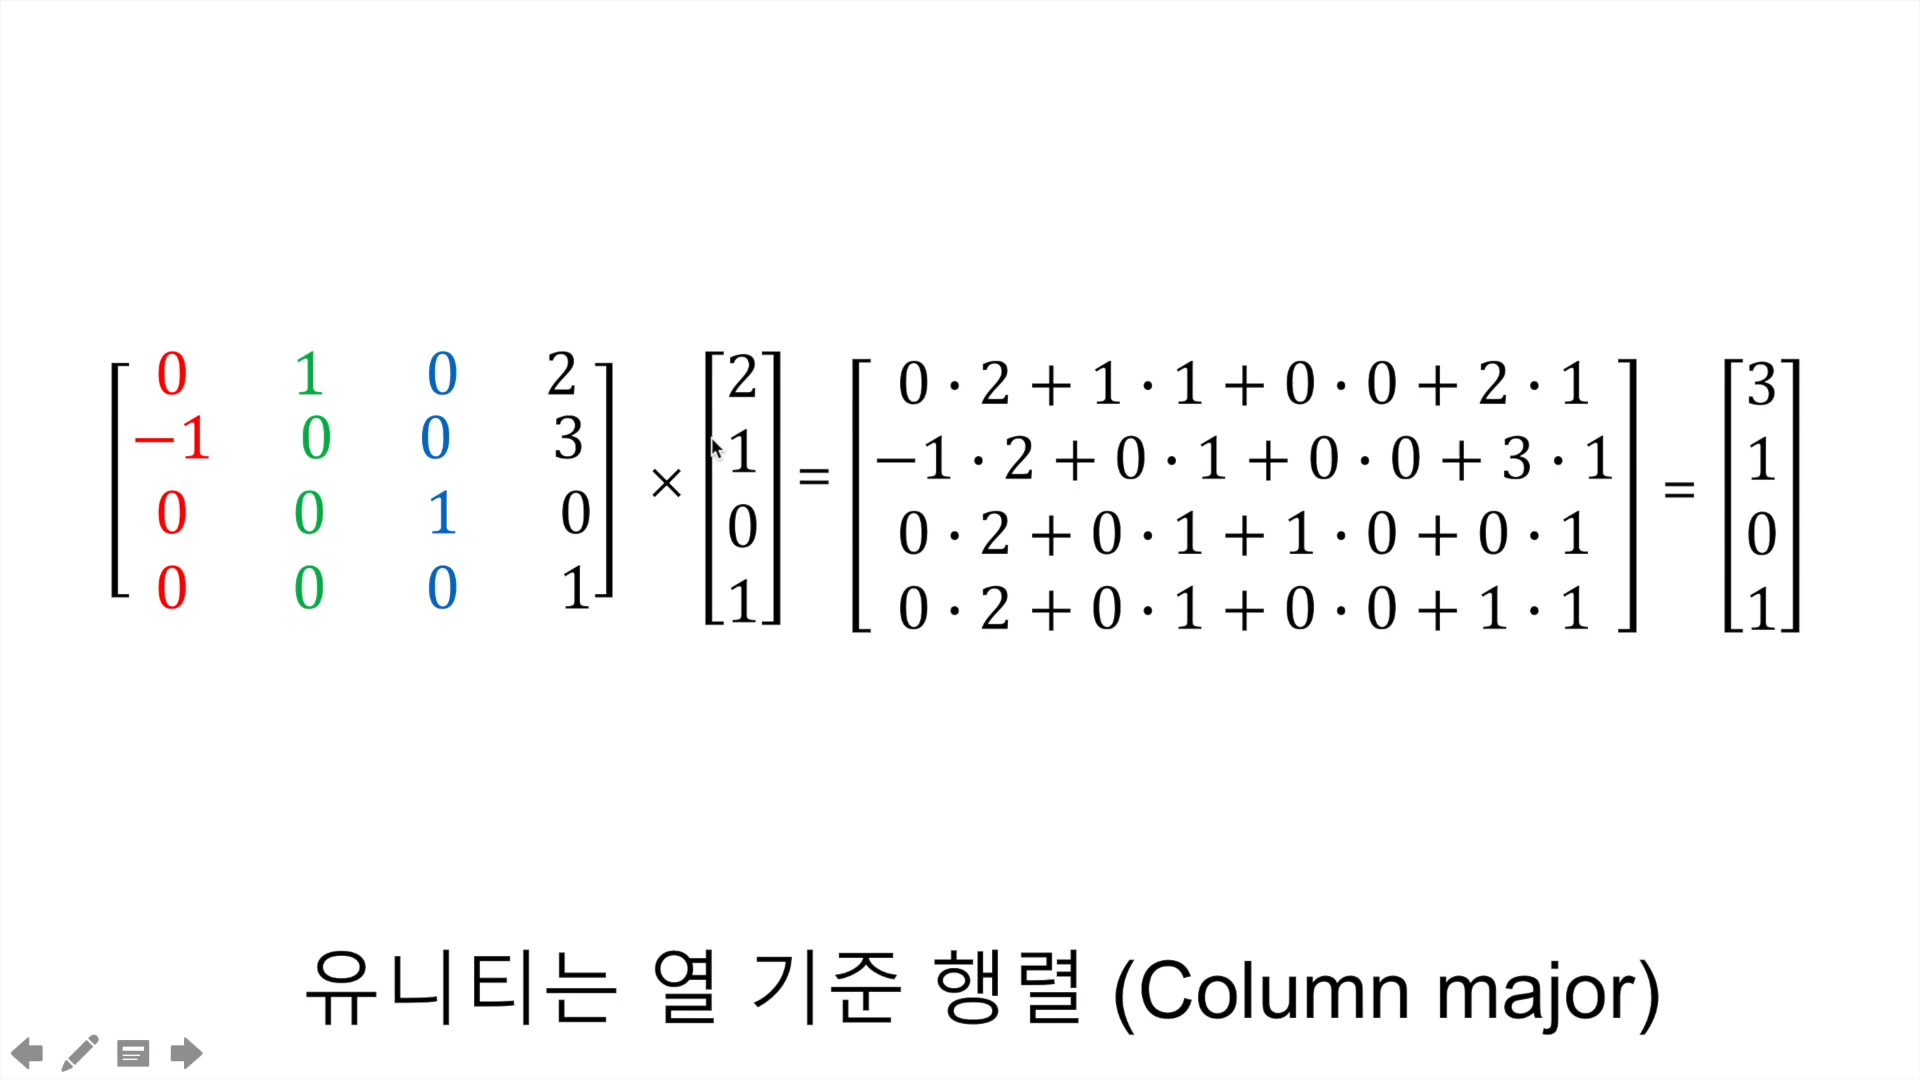 0 1 0 2 2 0 · 2 + 1 · 1 + 0 · 0 + 2 · 1 3
−1 0 0 3 × 1 = −1 · 2 + 0 · 1 + 0 · 0 + 3 · 1 = 1
0 0 1 0 0 0 · 2 + 0 · 1 + 1 · 0 + 0 · 1 0
0 0 0 1 1 0 · 2 + 0 · 1 + 0 · 0 + 1 · 1 1
유니티는 열 기준 행렬 (Column major)